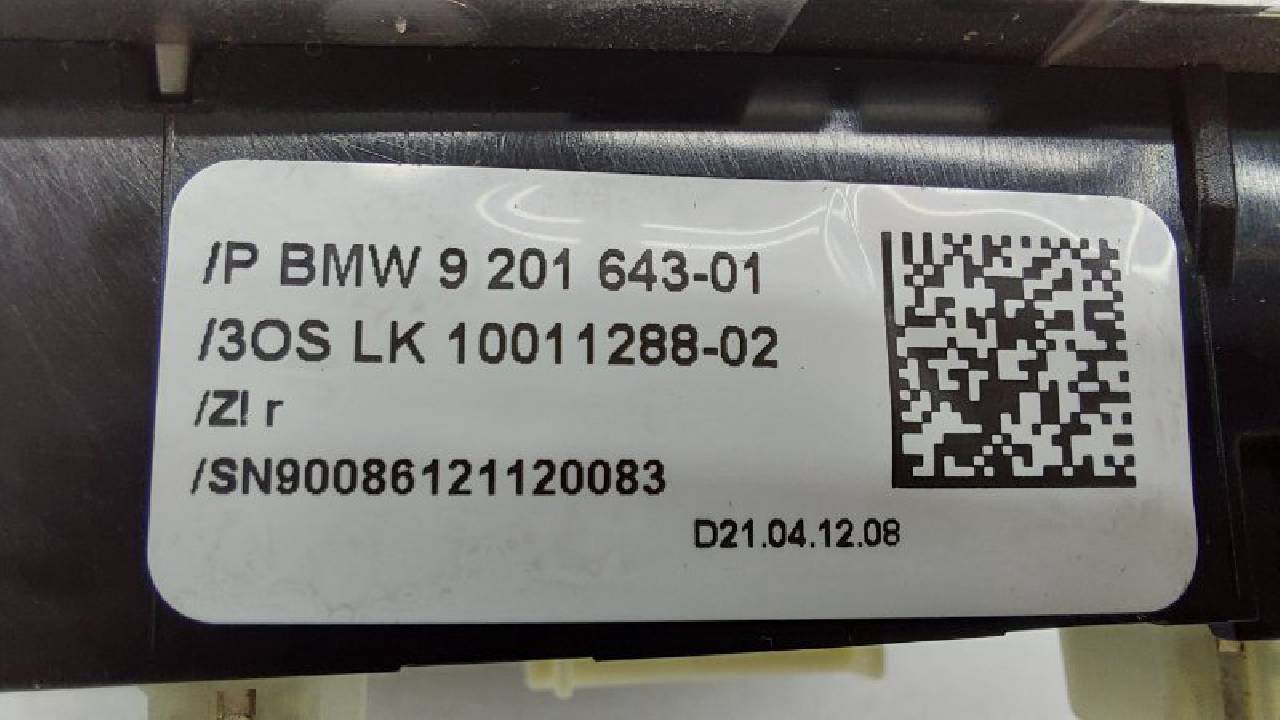 /P BMW 9 201 643-01
/3OS LK 10011288-02
/ZI r
/SN90086121120083
D21.04.12.08